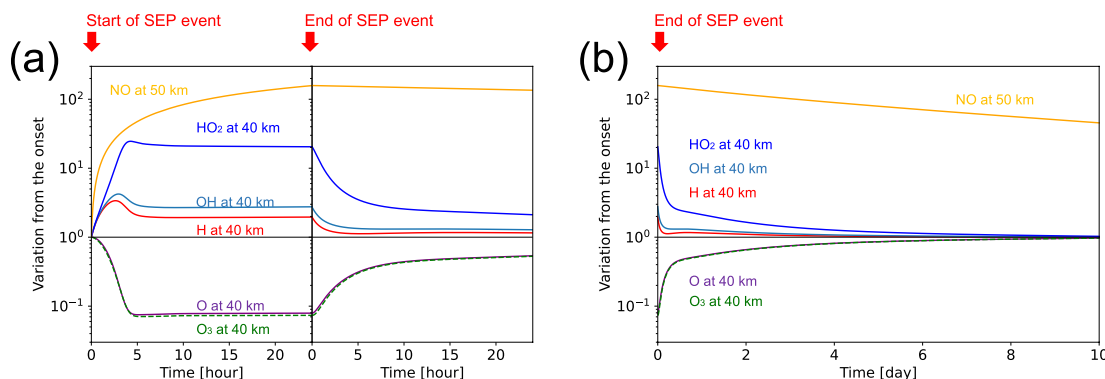 Start of SEP event
End of SEP event
(a)
Variation from the onset
10²
10¹
10⁰
10⁻¹
NO at 50 km
HO₂ at 40 km
OH at 40 km
H at 40 km
O at 40 km
O₃ at 40 km
0 5 10 15 20 0 5 10 15 20
Time [hour] Time [hour]
End of SEP event
(b)
Variation from the onset
10²
10¹
10⁰
10⁻¹
NO at 50 km
HO₂ at 40 km
OH at 40 km
H at 40 km
O at 40 km
O₃ at 40 km
0 2 4 6 8 10
Time [day]